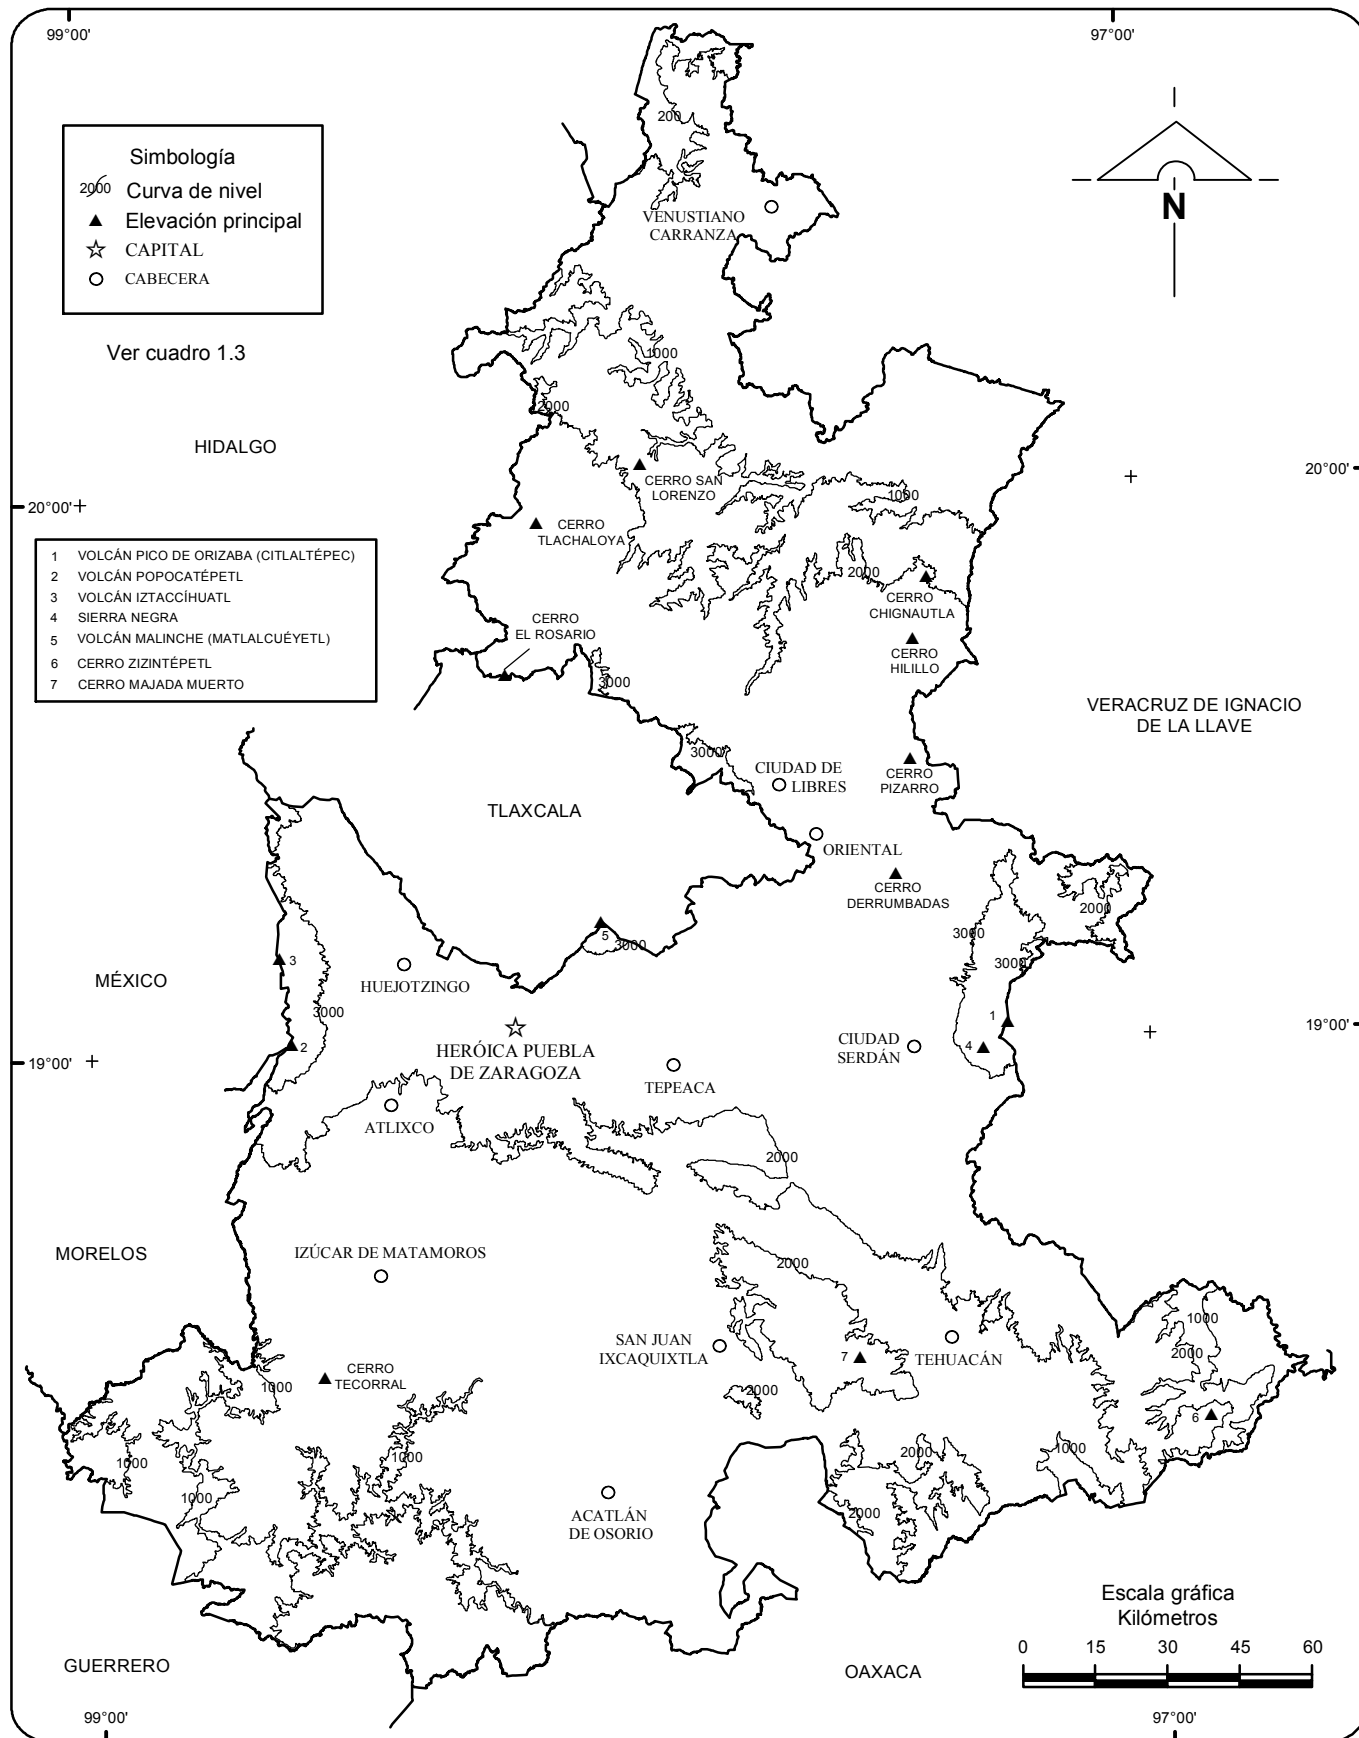 99°00'
97°00'
Simbología
2000 Curva de nivel
Elevación principal
CAPITAL
CABECERA
Ver cuadro 1.3
N
200
VENUSTIANO
CARRANZA
1000
2000
HIDALGO
CERRO SAN
LORENZO
20°00'
20°00'
1000
CERRO
TLACHALOYA
2000
CERRO
CHIGNAUTLA
1 VOLCÁN PICO DE ORIZABA (CITLALTÉPEC)
2 VOLCÁN POPOCATÉPETL
3 VOLCÁN IZTACCÍHUATL
4 SIERRA NEGRA
5 VOLCÁN MALINCHE (MATLALCUÉYETL)
6 CERRO ZIZINTÉPETL
7 CERRO MAJADA MUERTO
CERRO
EL ROSARIO
CERRO
HILILLO
3000
VERACRUZ DE IGNACIO
DE LA LLAVE
3000
CIUDAD DE
LIBRES
CERRO
PIZARRO
TLAXCALA
ORIENTAL
CERRO
DERRUMBADAS
2000
5
3000
3000
3000
3
MÉXICO
HUEJOTZINGO
3000
1
19°00'
19°00'
2
HERÓICA PUEBLA
DE ZARAGOZA
CIUDAD
SERDÁN
4
TEPEACA
ATLIXCO
2000
MORELOS
IZÚCAR DE MATAMOROS
2000
1000
SAN JUAN
IXCAQUIXTLA
7
TEHUACÁN
2000
CERRO
TECORRAL
1000
2000
6
1000
1000
2000
1000
1000
2000
ACATLÁN
DE OSORIO
Escala gráfica
Kilómetros
0 15 30 45 60
GUERRERO
OAXACA
99°00'
97°00'